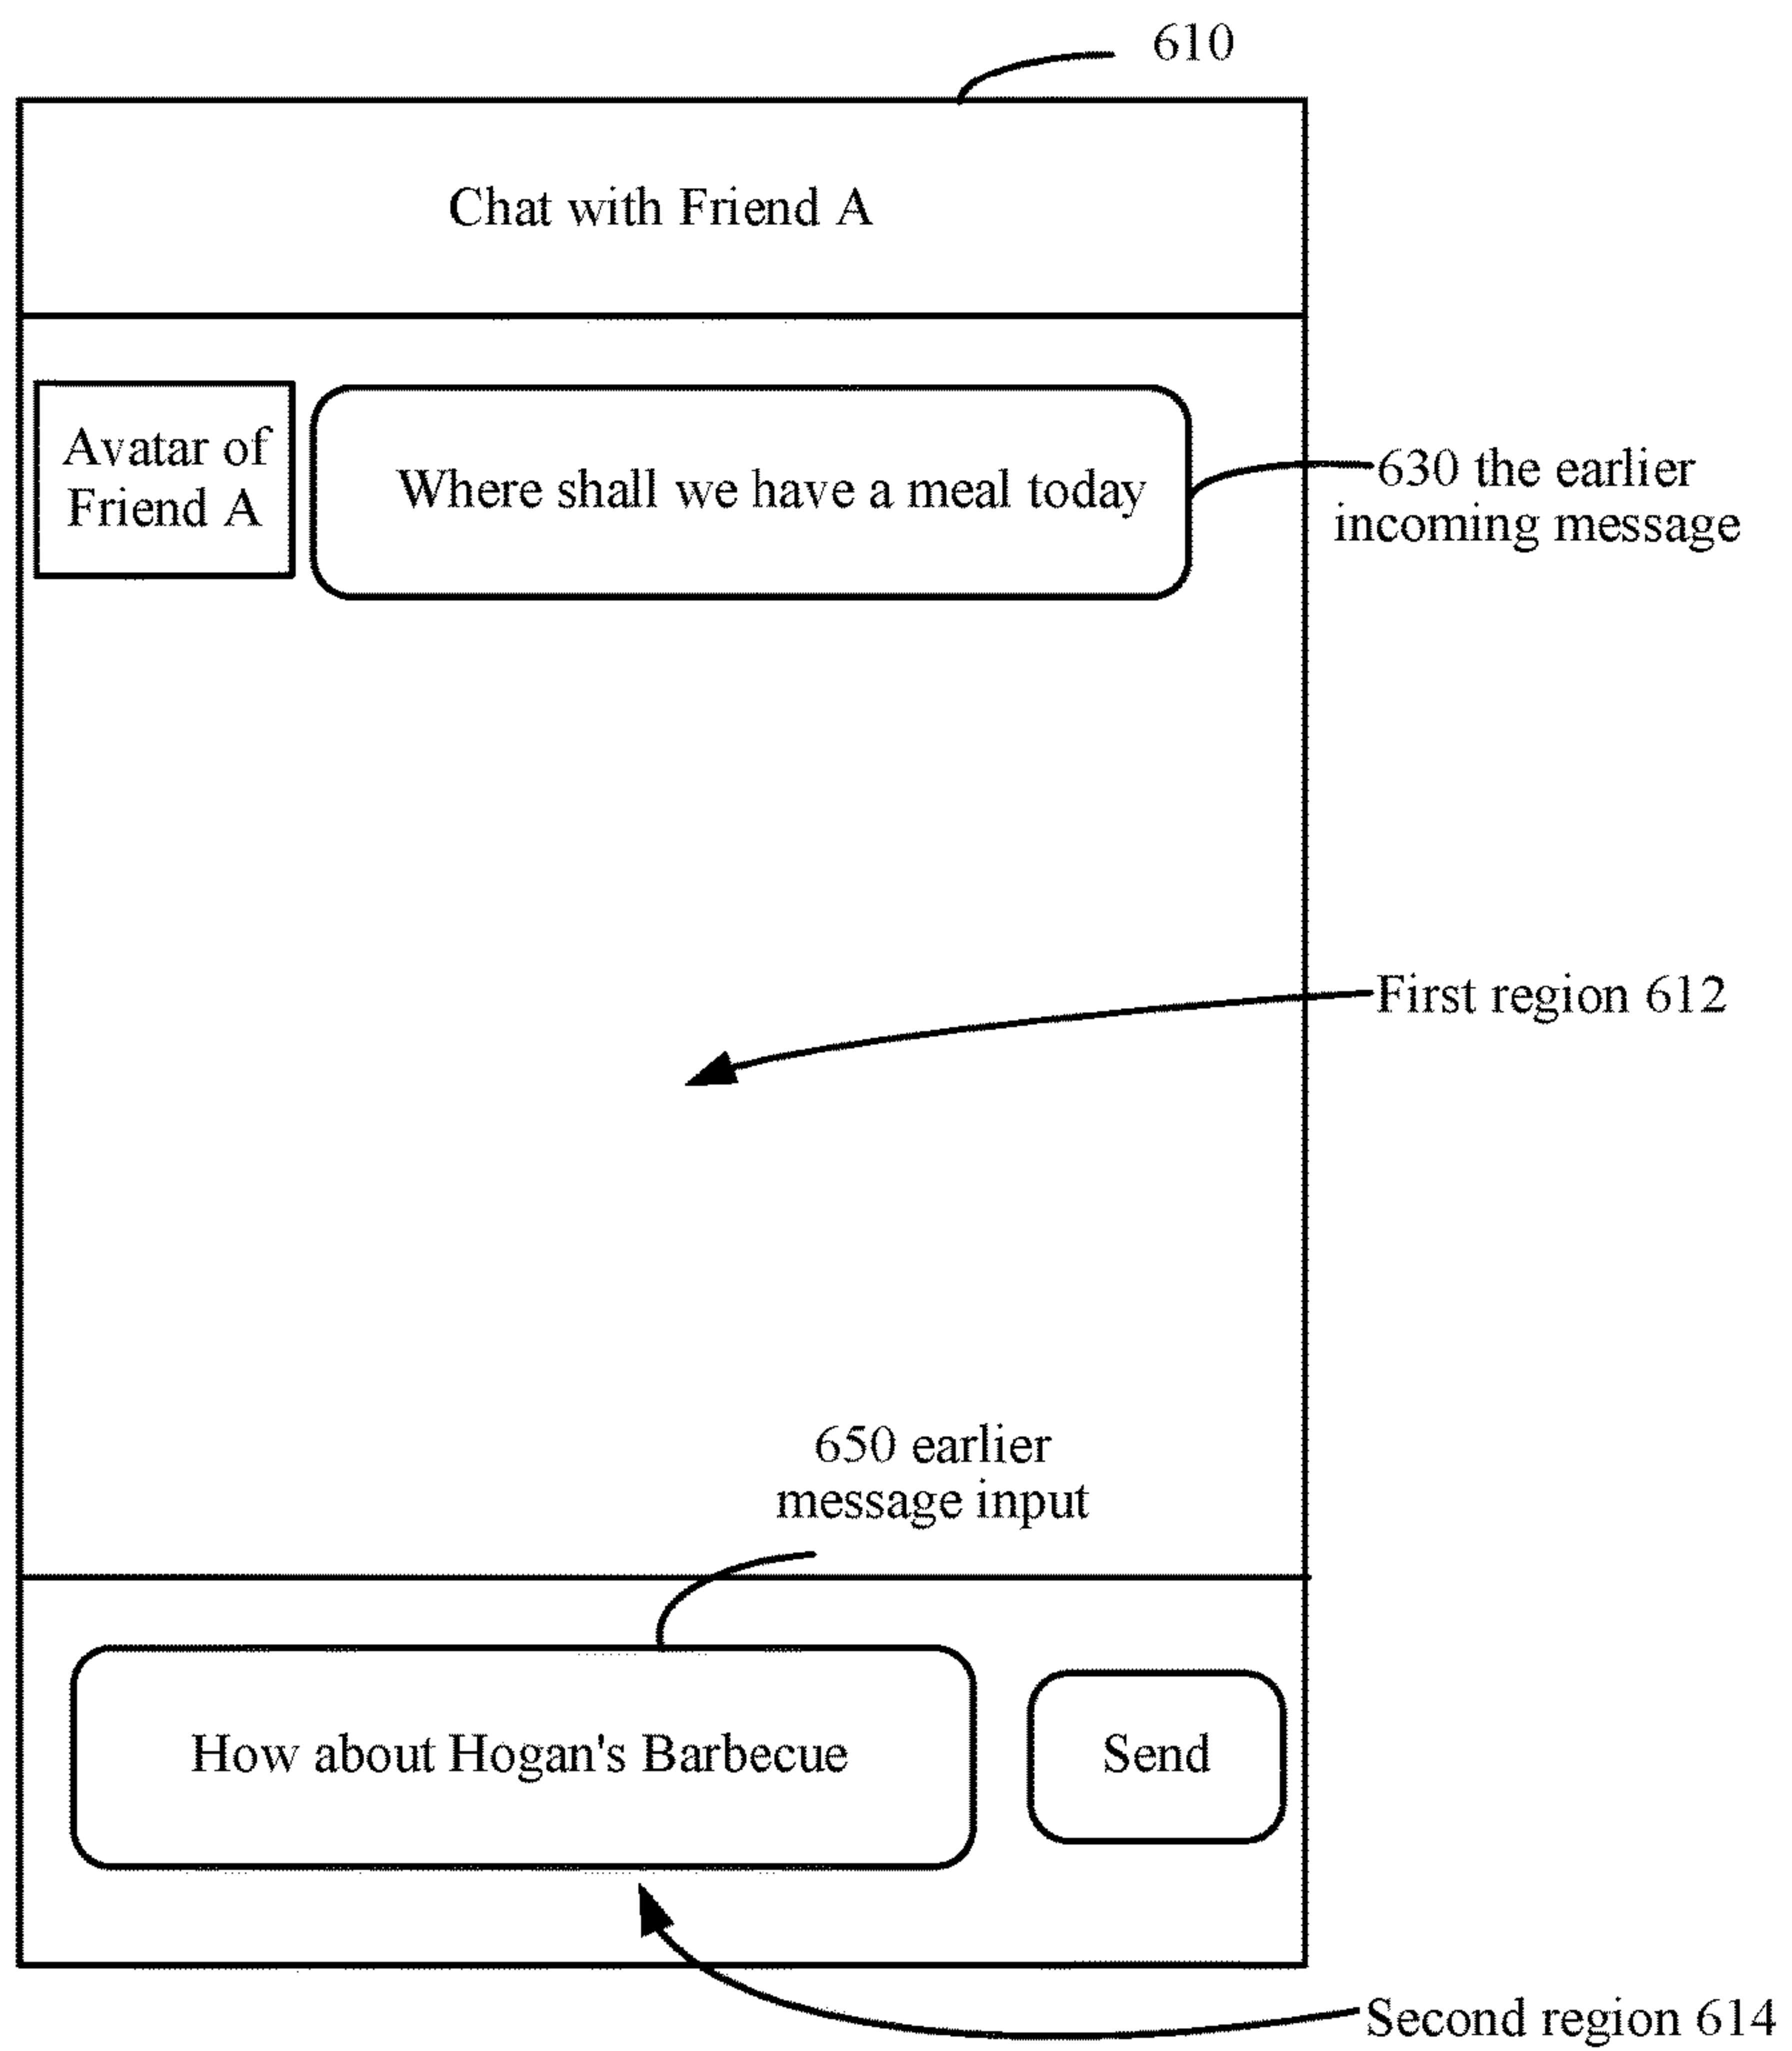 610
Chat with Friend A
Avatar of
Friend A
Where shall we have a meal today
630 the earlier
incoming message
First region 612
650 earlier
message input
How about Hogan's Barbecue
Send
Second region 614